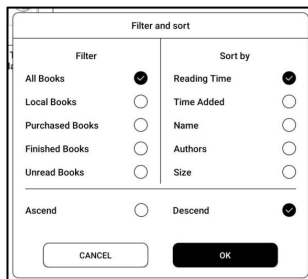 Filter and sort
Filter
All Books
Local Books
Purchased Books
Finished Books
Unread Books
Sort by
Reading Time
Time Added
Name
Authors
Size
Ascend
Descend
CANCEL
OK